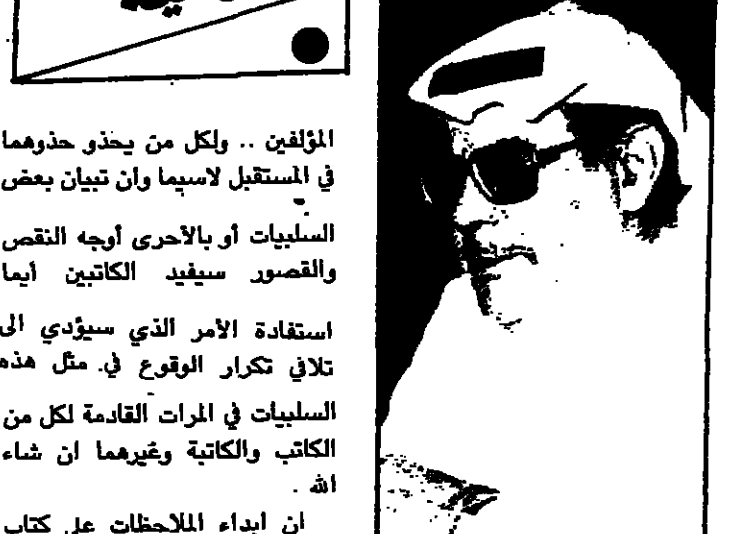 المؤلفين .. ولكل من يحذو حذوهما
في المستقبل لاسيما وان تبيان بعض
السلبيات أو بالأحرى أوجه النقص
والقصور سيفيد الكاتبين أيما
استفادة الأمر الذي سيؤدي الى
تلافي تكرار الوقوع في مثل هذه
السلبيات في المرات القادمة لكل من
الكاتب والكاتبة وغيرهما ان شاء
الله .
ان ابداء الملاحظات على كتاب